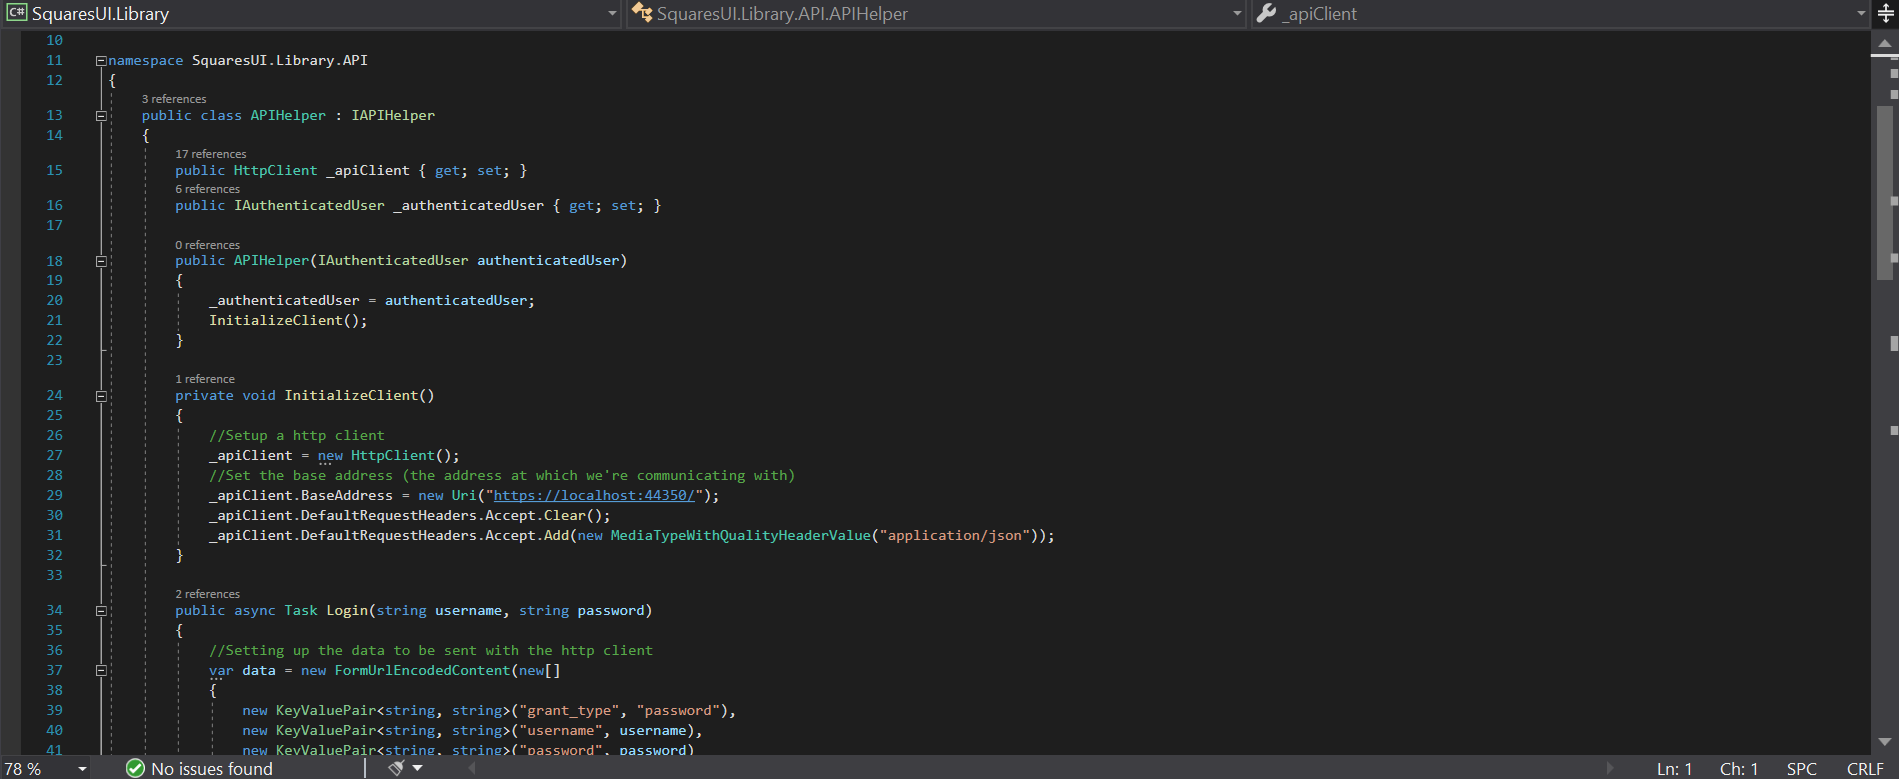 C# SquaresUI.Library SquaresUI.Library.API.APIHelper _apiClient
10
11 namespace SquaresUI.Library.API
12 {
3 references
13 public class APIHelper : IAPIHelper
14 {
17 references
15 public HttpClient _apiClient { get; set; }
6 references
16 public IAuthenticatedUser _authenticatedUser { get; set; }
17
0 references
18 public APIHelper(IAuthenticatedUser authenticatedUser)
19 {
20 _authenticatedUser = authenticatedUser;
21 InitializeClient();
22 }
23
1 reference
24 private void InitializeClient()
25 {
26 //Setup a http client
27 _apiClient = new HttpClient();
28 //Set the base address (the address at which we're communicating with)
29 _apiClient.BaseAddress = new Uri("https://localhost:44350/");
30 _apiClient.DefaultRequestHeaders.Accept.Clear();
31 _apiClient.DefaultRequestHeaders.Accept.Add(new MediaTypeWithQualityHeaderValue("application/json"));
32 }
33
2 references
34 public async Task Login(string username, string password)
35 {
36 //Setting up the data to be sent with the http client
37 var data = new FormUrlEncodedContent(new[]
38 {
39 new KeyValuePair<string, string>("grant_type", "password"),
40 new KeyValuePair<string, string>("username", username),
41 new KeyValuePair<string, string>("password", password)
78 % No issues found Ln: 1 Ch: 1 SPC CRLF